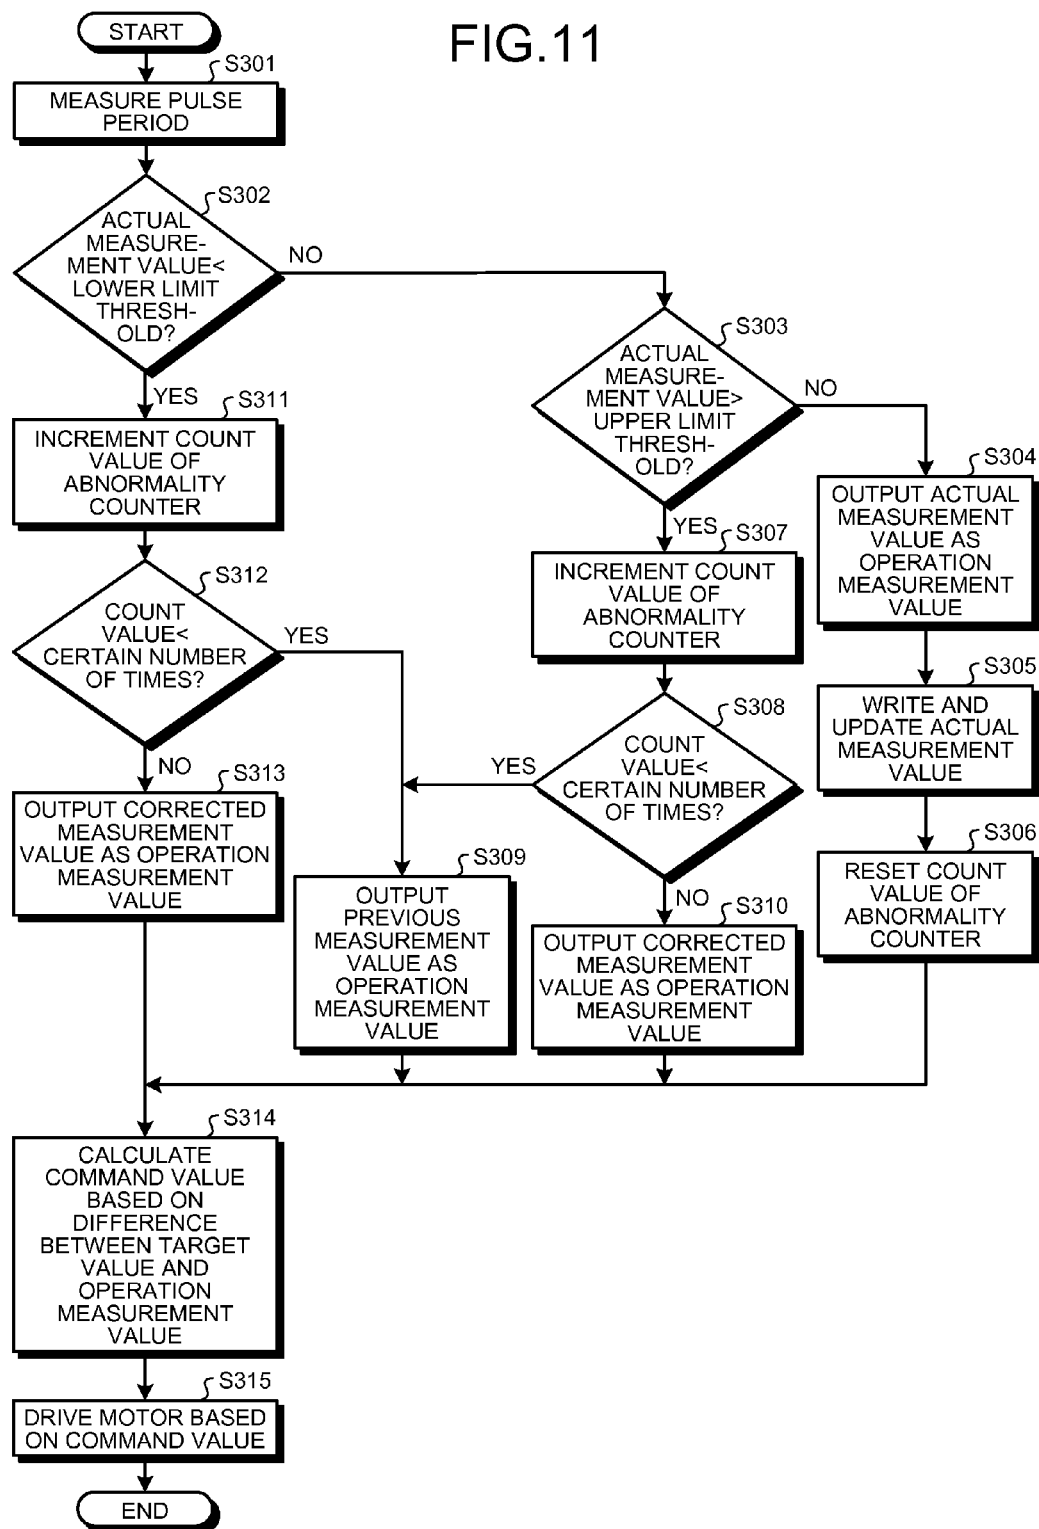 FIG.11
START
S301
MEASURE PULSE
PERIOD
S302
ACTUAL
MEASURE-
MENT VALUE<
LOWER LIMIT
THRESH-
OLD?
NO
YES
S303
ACTUAL
MEASURE-
MENT VALUE>
UPPER LIMIT
THRESH-
OLD?
NO
YES
S304
OUTPUT ACTUAL
MEASUREMENT
VALUE AS
OPERATION
MEASUREMENT
VALUE
S305
WRITE AND
UPDATE ACTUAL
MEASUREMENT
VALUE
S306
RESET COUNT
VALUE OF
ABNORMALITY
COUNTER
S307
INCREMENT COUNT
VALUE OF
ABNORMALITY
COUNTER
S308
COUNT
VALUE<
CERTAIN NUMBER
OF TIMES?
YES
NO
S309
OUTPUT
PREVIOUS
MEASUREMENT
VALUE AS
OPERATION
MEASUREMENT
VALUE
S310
OUTPUT CORRECTED
MEASUREMENT
VALUE AS OPERATION
MEASUREMENT
VALUE
S311
INCREMENT COUNT
VALUE OF
ABNORMALITY
COUNTER
S312
COUNT
VALUE<
CERTAIN NUMBER
OF TIMES?
YES
NO
S313
OUTPUT CORRECTED
MEASUREMENT
VALUE AS OPERATION
MEASUREMENT
VALUE
S314
CALCULATE
COMMAND VALUE
BASED ON
DIFFERENCE
BETWEEN TARGET
VALUE AND
OPERATION
MEASUREMENT
VALUE
S315
DRIVE MOTOR BASED
ON COMMAND VALUE
END